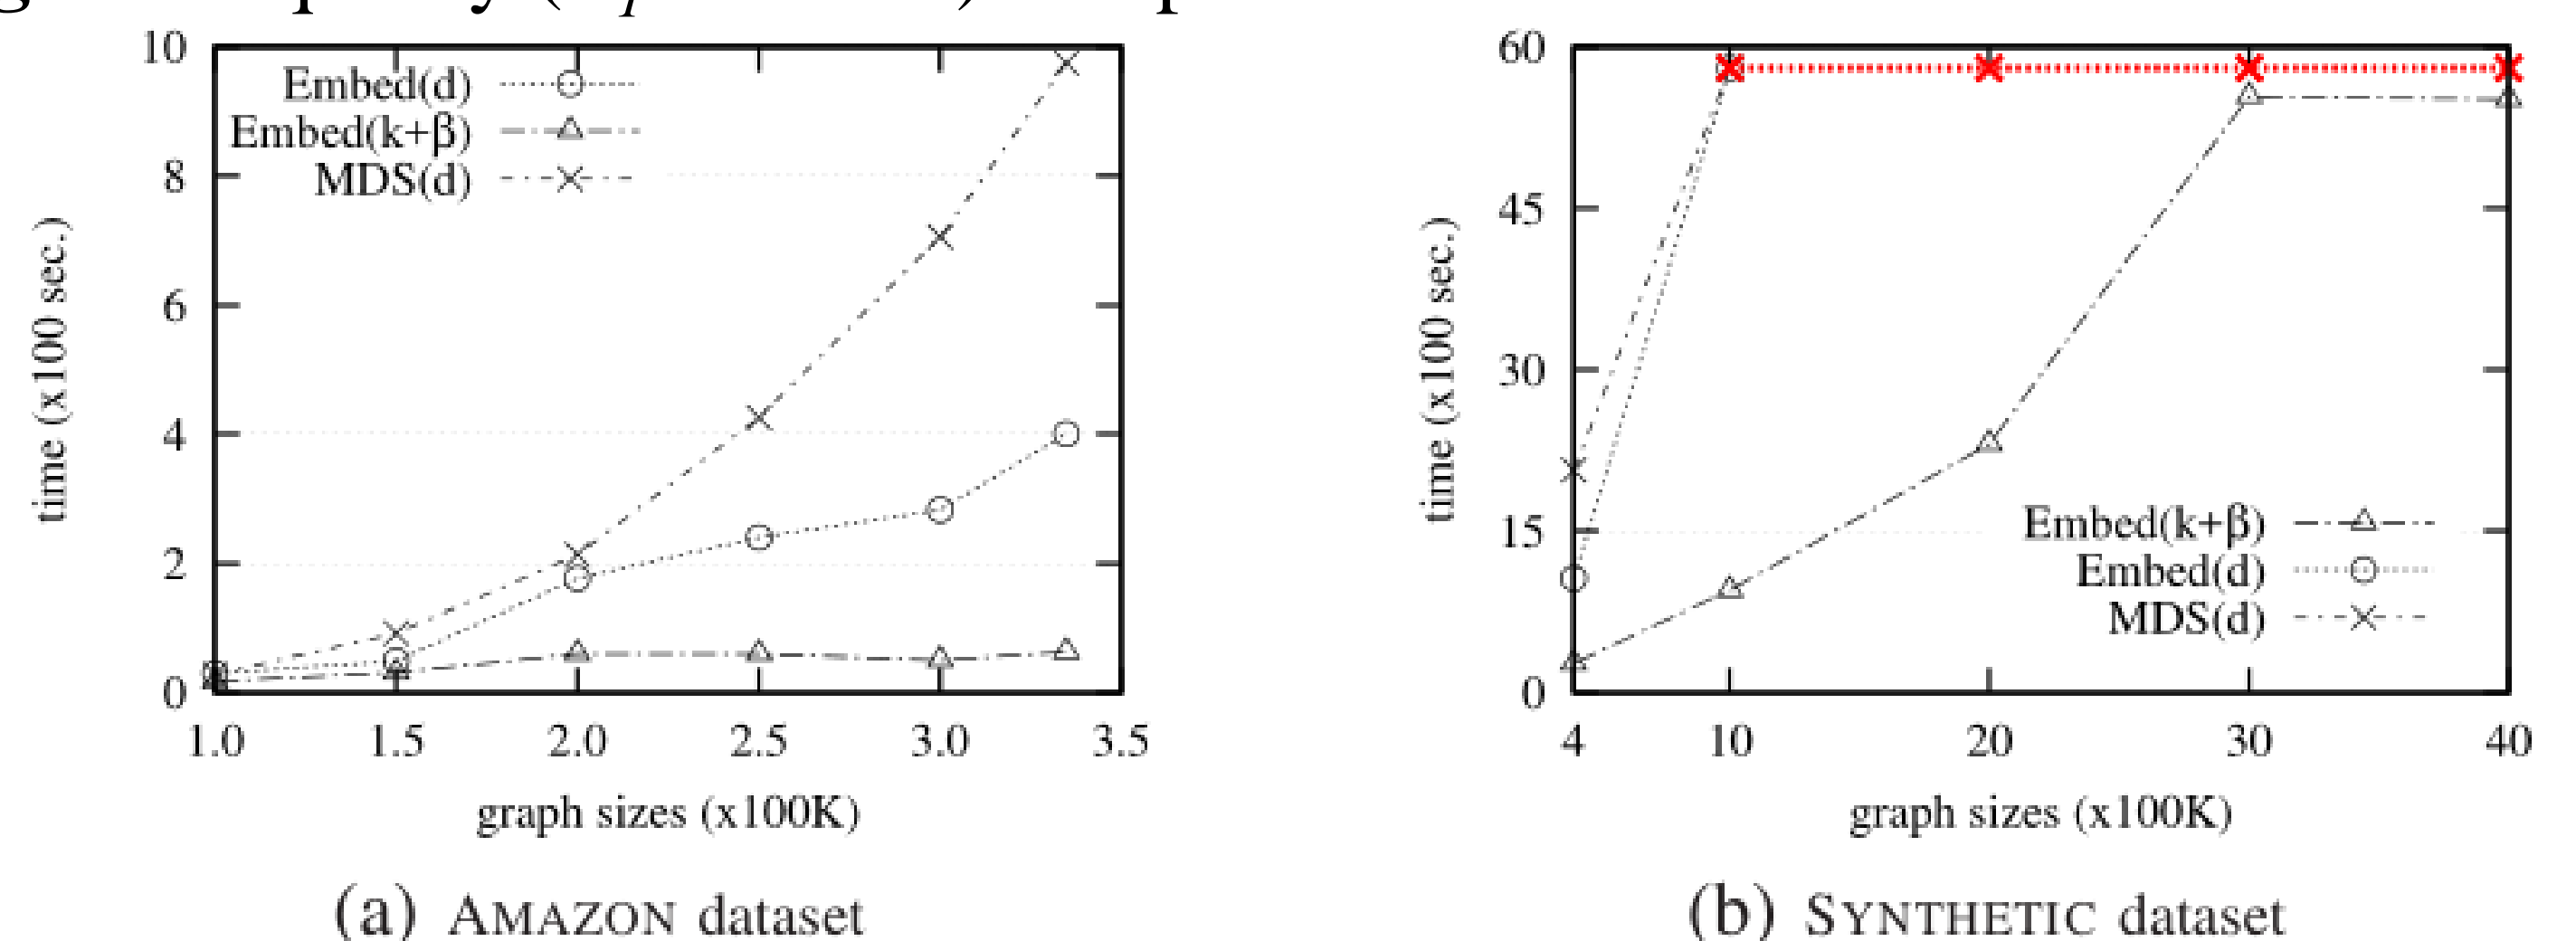 10
8
6
4
2
0
time (x100 sec.)
Embed(d)
Embed(k+β)
MDS(d)
1.0 1.5 2.0 2.5 3.0 3.5
graph sizes (x100K)
(a) AMAZON dataset
60
45
30
15
0
time (x100 sec.)
Embed(k+β)
Embed(d)
MDS(d)
4 10 20 30 40
graph sizes (x100K)
(b) SYNTHETIC dataset